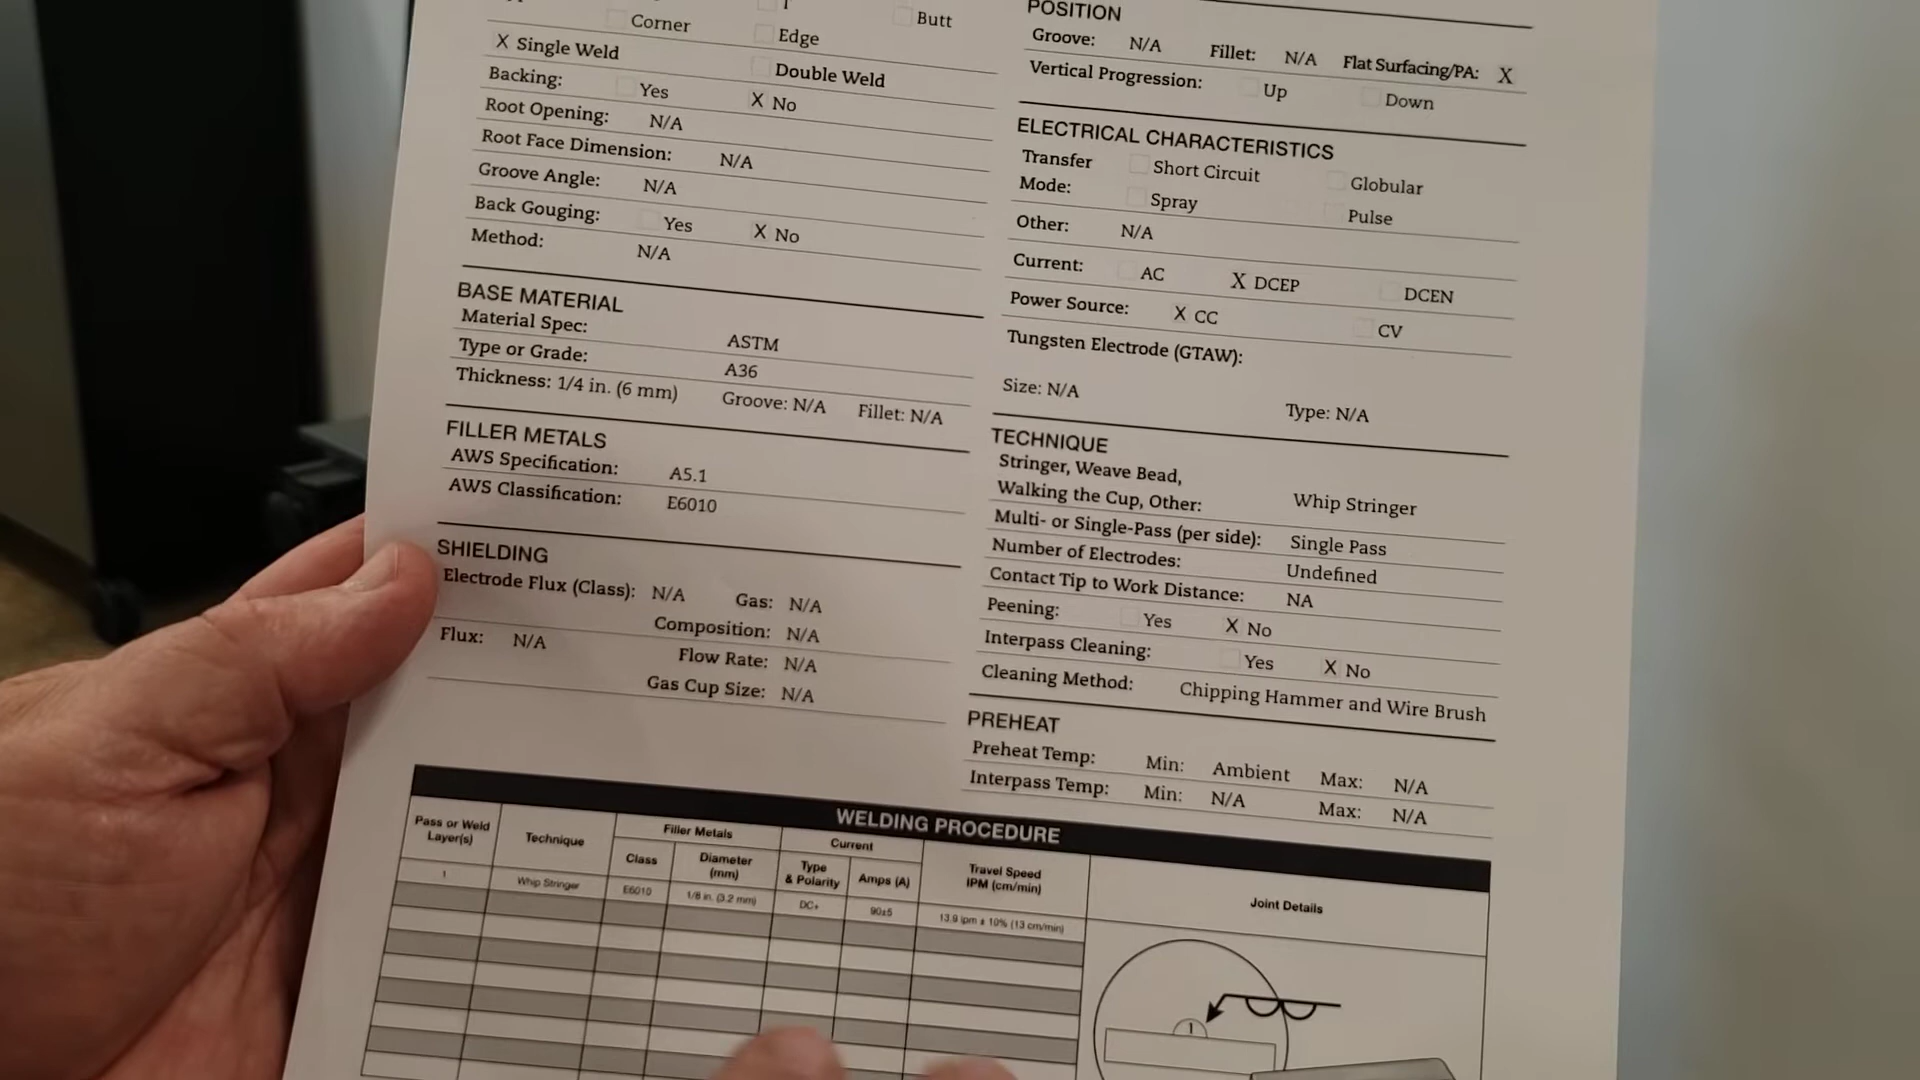 Butt
Corner
Edge
X Single Weld
Double Weld
Backing: Yes X No
Root Opening: N/A
Root Face Dimension: N/A
Groove Angle: N/A
Back Gouging: Yes X No
Method: N/A
BASE MATERIAL
Material Spec: ASTM
Type or Grade: A36
Thickness: 1/4 in. (6 mm) Groove: N/A Fillet: N/A
FILLER METALS
AWS Specification: A5.1
AWS Classification: E6010
SHIELDING
Electrode Flux (Class): N/A Gas: N/A
Composition: N/A
Flux: N/A
Flow Rate: N/A
Gas Cup Size: N/A
POSITION
Groove: N/A Fillet: N/A Flat Surfacing/PA: X
Vertical Progression: Up Down
ELECTRICAL CHARACTERISTICS
Transfer Short Circuit Globular
Mode: Spray Pulse
Other: N/A
Current: AC X DCEP DCEN
Power Source: X CC CV
Tungsten Electrode (GTAW):
Size: N/A Type: N/A
TECHNIQUE
Stringer, Weave Bead,
Walking the Cup, Other: Whip Stringer
Multi- or Single-Pass (per side): Single Pass
Number of Electrodes: Undefined
Contact Tip to Work Distance: NA
Peening: Yes X No
Interpass Cleaning: Yes X No
Cleaning Method: Chipping Hammer and Wire Brush
PREHEAT
Preheat Temp: Min: Ambient Max: N/A
Interpass Temp: Min: N/A Max: N/A
WELDING PROCEDURE
Pass or Weld
Layer(s)
Technique
Filler Metals
Class
Diameter
(mm)
Current
Type
& Polarity
Amps (A)
Travel Speed
IPM (cm/min)
Joint Details
1 Whip Stringer E6010 1/8 in. (3.2 mm) DC+ 90±5 13.9 ipm ± 10% (13 cm/min)
1